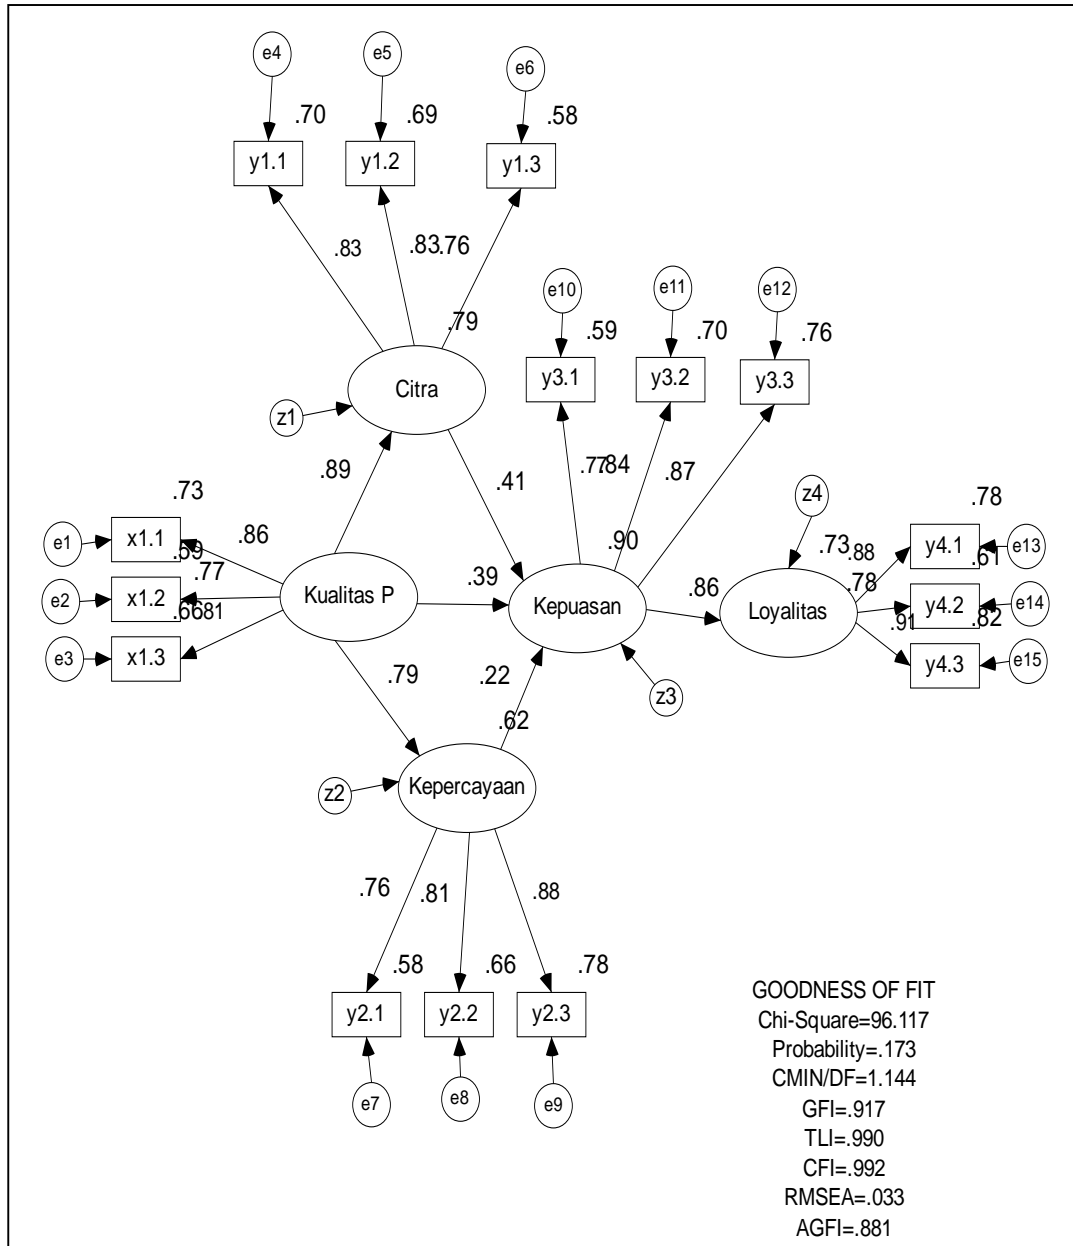 e4
e5
e6
.70
.69
.58
y1.1
y1.2
y1.3
.83
.83
.76
e10
e11
e12
.79
.59
.70
.76
y3.1
y3.2
y3.3
Citra
z1
.89
.41
.77
.84
.87
z4
.73
.78
e1
x1.1
.86
.90
.73
.88
y4.1
e13
.59
.77
.61
e2
x1.2
Kualitas P
.39
Kepuasan
.86
Loyalitas
.78
y4.2
e14
.66
.81
.91
.82
e3
x1.3
y4.3
e15
.79
.22
z3
.62
z2
Kepercayaan
.76
.81
.88
.58
.66
.78
y2.1
y2.2
y2.3
e7
e8
e9
GOODNESS OF FIT
Chi-Square=96.117
Probability=.173
CMIN/DF=1.144
GFI=.917
TLI=.990
CFI=.992
RMSEA=.033
AGFI=.881